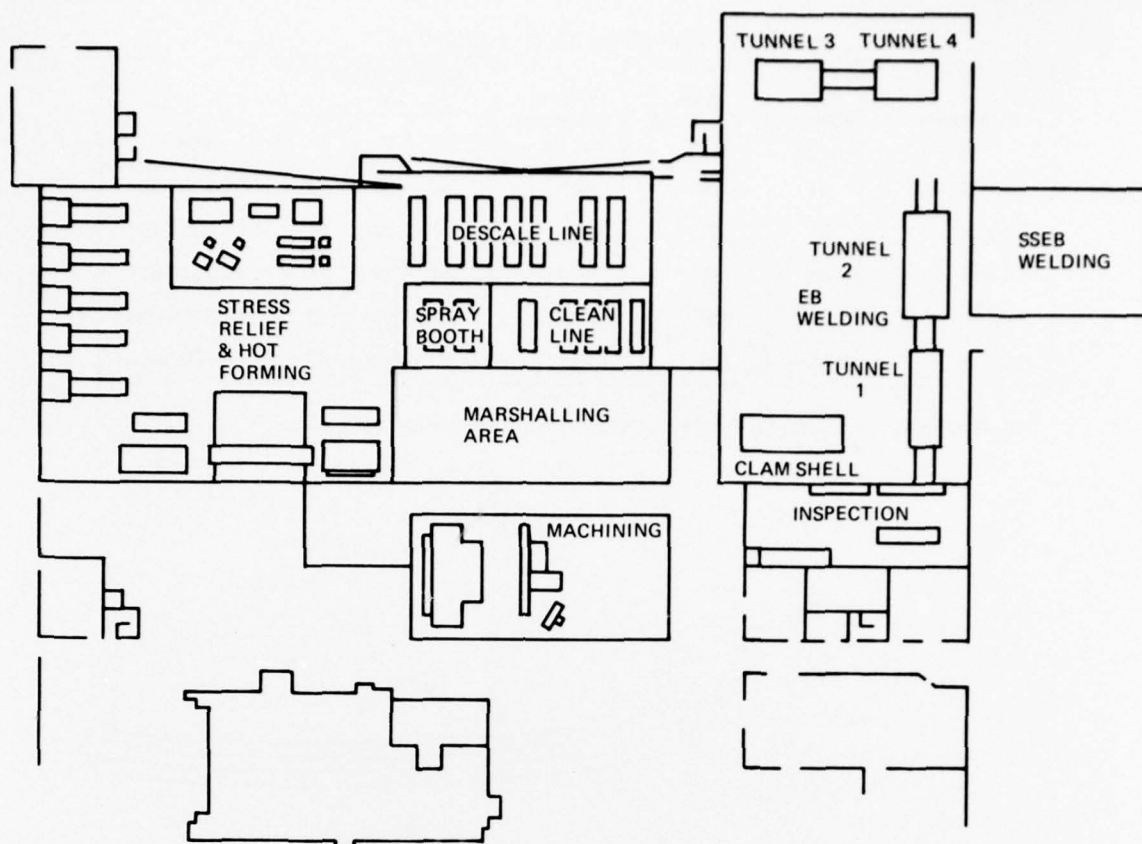 TUNNEL 3
TUNNEL 4
DESCALE LINE
TUNNEL
2
SSEB
WELDING
EB
WELDING
STRESS
RELIEF
& HOT
FORMING
SPRAY
BOOTH
CLEAN
LINE
TUNNEL
1
MARSHALLING
AREA
CLAM SHELL
INSPECTION
MACHINING